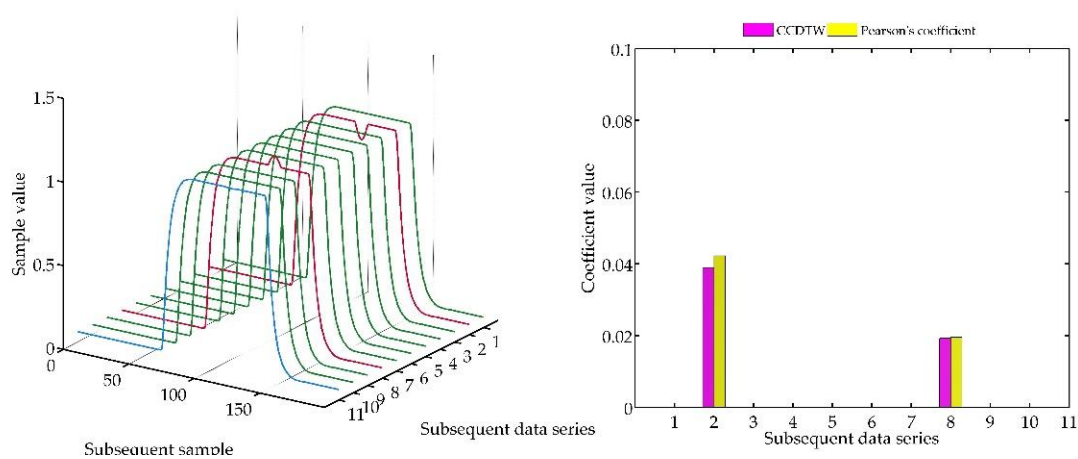 1.5
1
0.5
0
Sample value
0
50
100
150
Subsequent sample
11 10 9 8 7 6 5 4 3 2 1
Subsequent data series
CCDTW Pearson's coefficient
0.1
0.08
0.06
0.04
0.02
0
Coefficient value
1 2 3 4 5 6 7 8 9 10 11
Subsequent data series